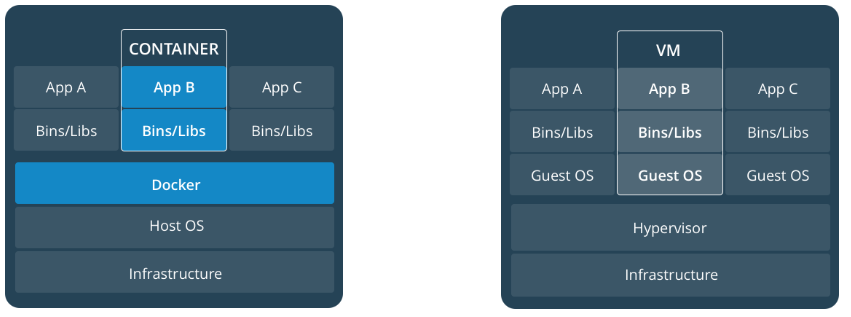 CONTAINER
App A App B App C
Bins/Libs Bins/Libs Bins/Libs
Docker
Host OS
Infrastructure
VM
App A App B App C
Bins/Libs Bins/Libs Bins/Libs
Guest OS Guest OS Guest OS
Hypervisor
Infrastructure